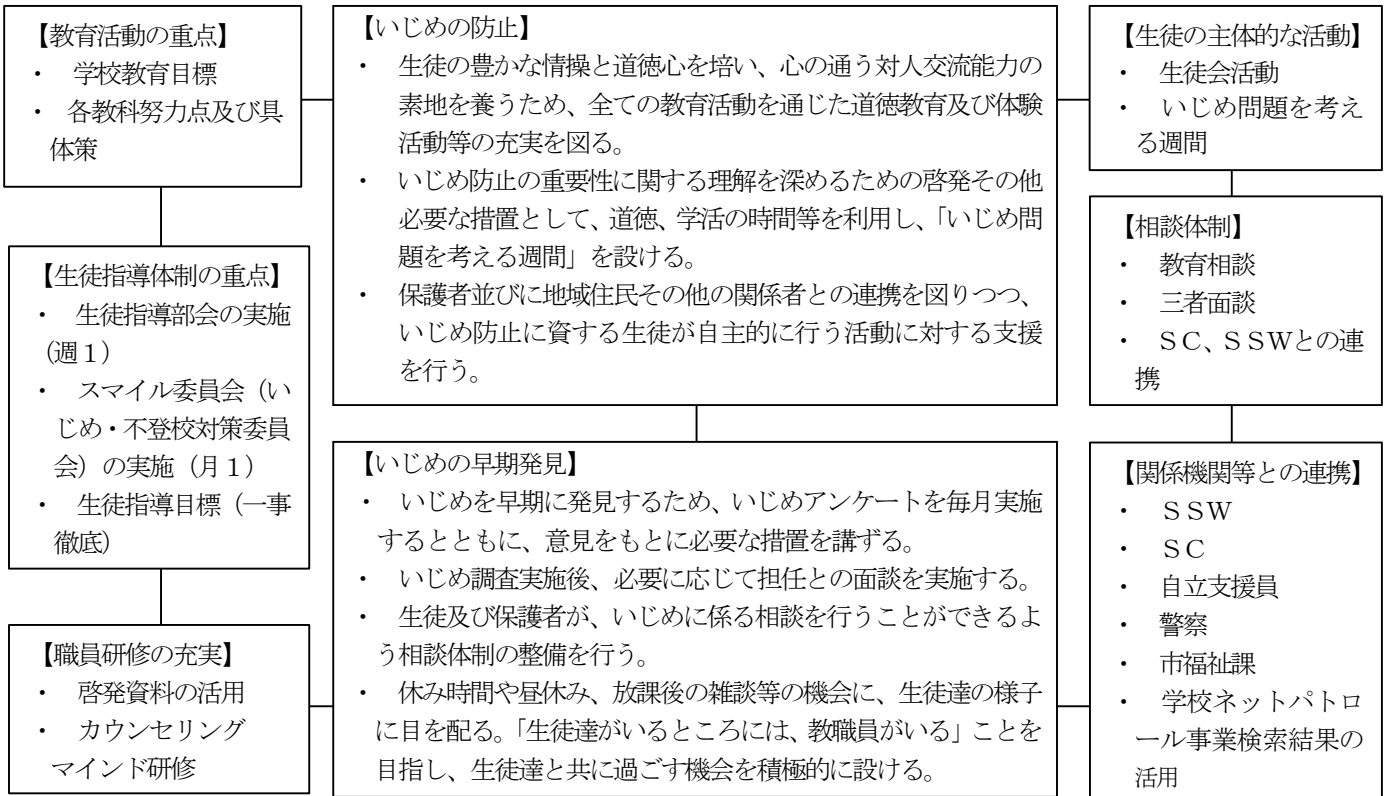 【教育活動の重点】
・ 学校教育目標
・ 各教科努力点及び具
体策
【生徒指導体制の重点】
・ 生徒指導部会の実施
（週１）
・ スマイル委員会（い
じめ・不登校対策委員
会）の実施（月１）
・ 生徒指導目標（一事
徹底）
【職員研修の充実】
・ 啓発資料の活用
・ カウンセリング
マインド研修
【いじめの防止】
・ 生徒の豊かな情操と道徳心を培い、心の通う対人交流能力の
素地を養うため、全ての教育活動を通じた道徳教育及び体験
活動等の充実を図る。
・ いじめ防止の重要性に関する理解を深めるための啓発その他
必要な措置として、道徳、学活の時間等を利用し、「いじめ問
題を考える週間」を設ける。
・ 保護者並びに地域住民その他の関係者との連携を図りつつ、
いじめ防止に資する生徒が自主的に行う活動に対する支援
を行う。
【いじめの早期発見】
・ いじめを早期に発見するため、いじめアンケートを毎月実施
するとともに、意見をもとに必要な措置を講ずる。
・ いじめ調査実施後、必要に応じて担任との面談を実施する。
・ 生徒及び保護者が、いじめに係る相談を行うことができるよ
う相談体制の整備を行う。
・ 休み時間や昼休み、放課後の雑談等の機会に、生徒達の様子
に目を配る。「生徒達がいるところには、教職員がいる」ことを
目指し、生徒達と共に過ごす機会を積極的に設ける。
【生徒の主体的な活動】
・ 生徒会活動
・ いじめ問題を考え
る週間
【相談体制】
・ 教育相談
・ 三者面談
・ ＳＣ、ＳＳＷとの連
携
【関係機関等との連携】
・ ＳＳＷ
・ ＳＣ
・ 自立支援員
・ 警察
・ 市福祉課
・ 学校ネットパトロ
ール事業検索結果の
活用